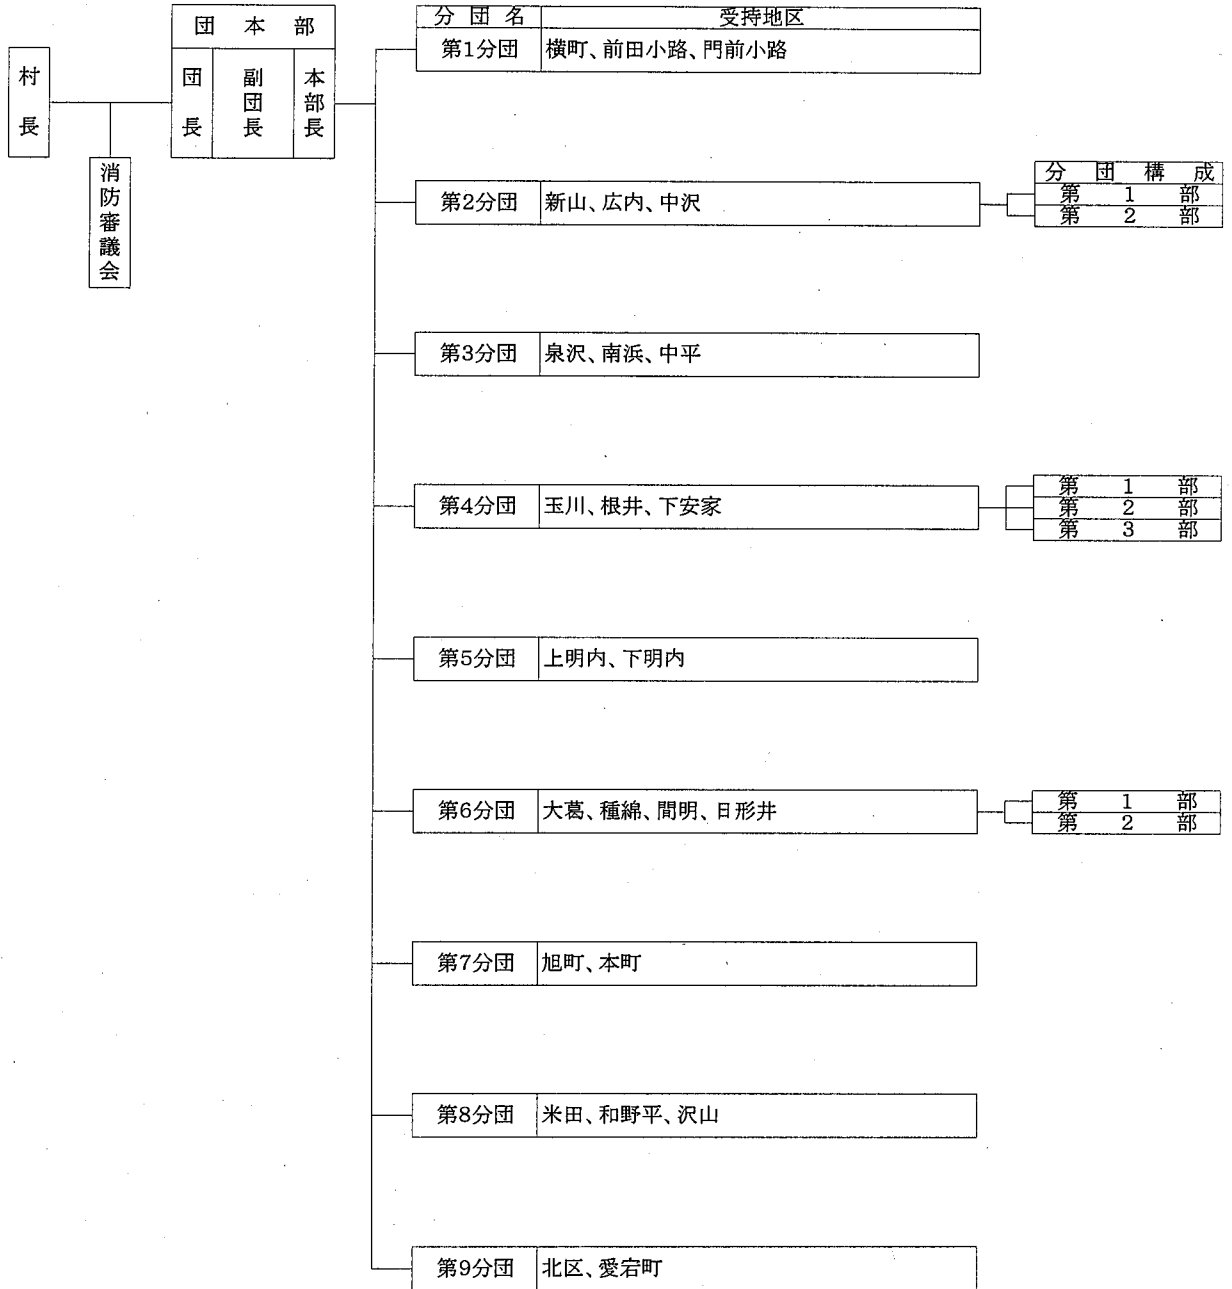 村長
消防審議会
団本部
団長
副団長
本部長
分団名 受持地区
第1分団 横町、前田小路、門前小路
第2分団 新山、広内、中沢
分団構成
第1部
第2部
第3分団 泉沢、南浜、中平
第4分団 玉川、根井、下安家
第1部
第2部
第3部
第5分団 上明内、下明内
第6分団 大葛、種綿、間明、日形井
第1部
第2部
第7分団 旭町、本町
第8分団 米田、和野平、沢山
第9分団 北区、愛宕町